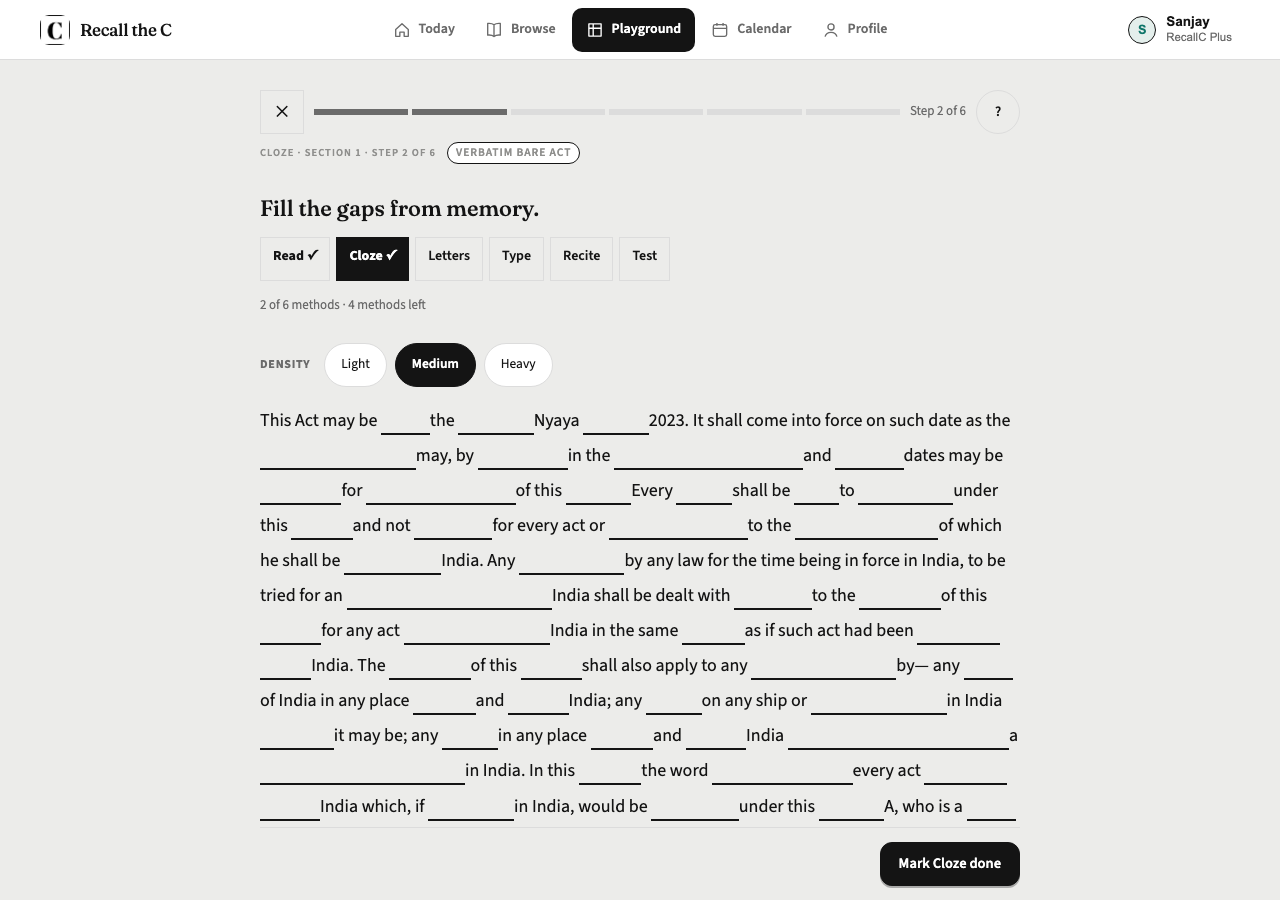 C Recall the C
Today Browse Playground Calendar Profile
S Sanjay
RecallC Plus
Step 2 of 6 ?
CLOZE · SECTION 1 · STEP 2 OF 6 VERBATIM BARE ACT
Fill the gaps from memory.
Read ✓ Cloze ✓ Letters Type Recite Test
2 of 6 methods · 4 methods left
DENSITY Light Medium Heavy
This Act may be the Nyaya 2023. It shall come into force on such date as the
may, by in the and dates may be
for of this Every shall be to under
this and not for every act or to the of which
he shall be India. Any by any law for the time being in force in India, to be
tried for an India shall be dealt with to the of this
for any act India in the same as if such act had been
India. The of this shall also apply to any by— any
of India in any place and India; any on any ship or in India
it may be; any in any place and India a
in India. In this the word every act
India which, if in India, would be under this A, who is a
Mark Cloze done